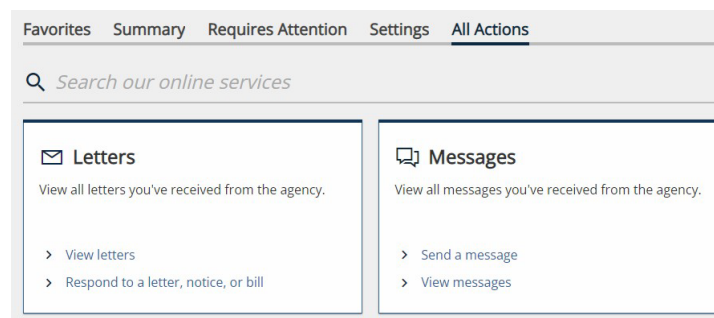 Favorites Summary Requires Attention Settings All Actions
Search our online services
Letters
View all letters you've received from the agency.
> View letters
> Respond to a letter, notice, or bill
Messages
View all messages you've received from the agency.
> Send a message
> View messages